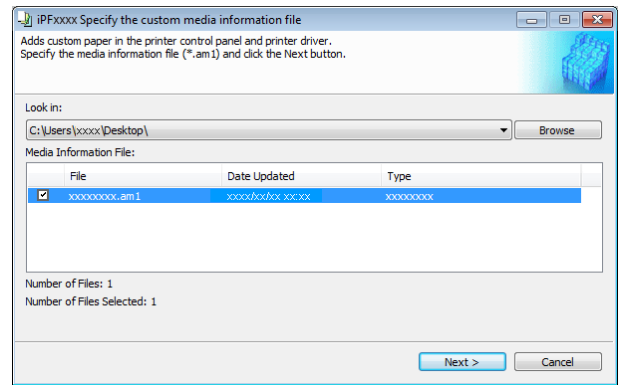 iPFxxxx Specify the custom media information file
Adds custom paper in the printer control panel and printer driver.
Specify the media information file (*.am1) and click the Next button.
Look in:
C:\Users\xxxx\Desktop\ Browse
Media Information File:
File Date Updated Type
xxxxxxxx.am1 xxxx/xx/xx xx:xx xxxxxxxx
Number of Files: 1
Number of Files Selected: 1
Next > Cancel